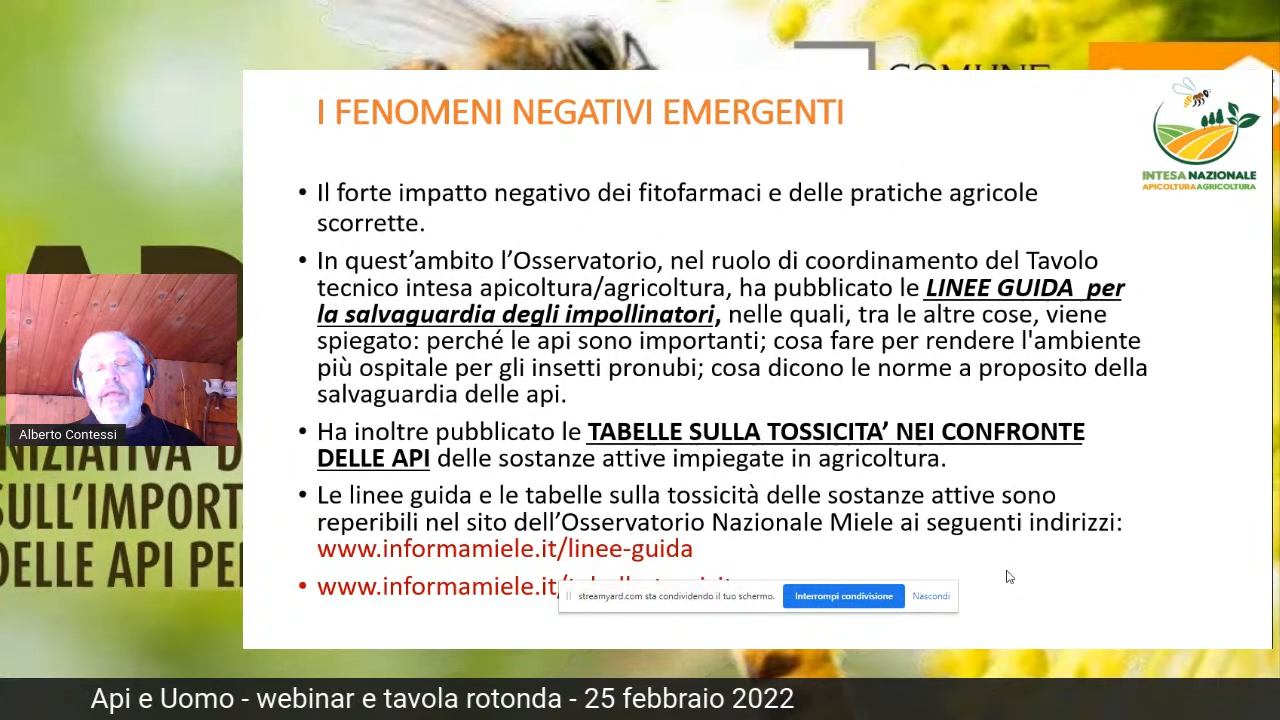 COMUNE
I FENOMENI NEGATIVI EMERGENTI
INTESA NAZIONALE
APICOLTURA AGRICOLTURA
• Il forte impatto negativo dei fitofarmaci e delle pratiche agricole
scorrette.
• In quest’ambito l’Osservatorio, nel ruolo di coordinamento del Tavolo
tecnico intesa apicoltura/agricoltura, ha pubblicato le LINEE GUIDA per
la salvaguardia degli impollinatori, nelle quali, tra le altre cose, viene
spiegato: perché le api sono importanti; cosa fare per rendere l'ambiente
più ospitale per gli insetti pronubi; cosa dicono le norme a proposito della
salvaguardia delle api.
• Ha inoltre pubblicato le TABELLE SULLA TOSSICITA’ NEI CONFRONTE
DELLE API delle sostanze attive impiegate in agricoltura.
• Le linee guida e le tabelle sulla tossicità delle sostanze attive sono
reperibili nel sito dell’Osservatorio Nazionale Miele ai seguenti indirizzi:
www.informamiele.it/linee-guida
• www.informamiele.it/
streamyard.com sta condividendo il tuo schermo.
Interrompi condivisione
Nascondi
Alberto Contessi
INIZIATIVA D
SULL’IMPORT
DELLE API PE
Api e Uomo - webinar e tavola rotonda - 25 febbraio 2022